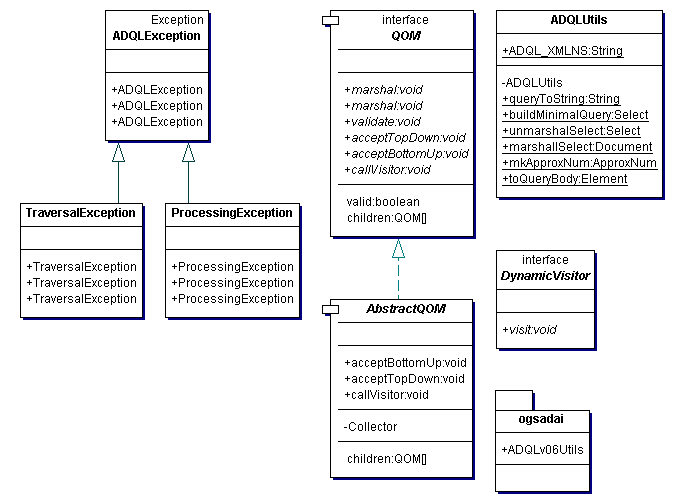 Exception
ADQLException
+ADQLException
+ADQLException
+ADQLException
TraversalException
+TraversalException
+TraversalException
+TraversalException
ProcessingException
+ProcessingException
+ProcessingException
+ProcessingException
interface
QOM
+marshal:void
+marshal:void
+validate:void
+acceptTopDown:void
+acceptBottomUp:void
+callVisitor:void
valid:boolean
children:QOM[]
AbstractQOM
+acceptBottomUp:void
+acceptTopDown:void
+callVisitor:void
-Collector
children:QOM[]
ADQLUtils
+ADQL_XMLNS:String
-ADQLUtils
+queryToString:String
+buildMinimalQuery:Select
+unmarshalSelect:Select
+marshallSelect:Document
+mkApproxNum:ApproxNum
+toQueryBody:Element
interface
DynamicVisitor
+visit:void
ogsadai
+ADQLv06Utils